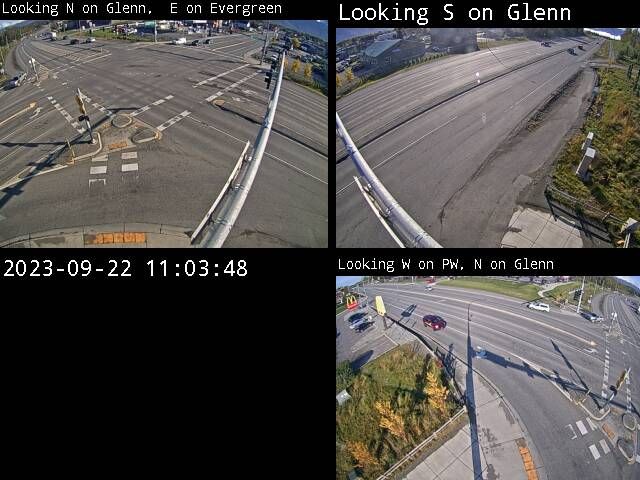 Looking N on Glenn,  E on Evergreen
Looking S on Glenn
2023-09-22 11:03:48
Looking W on PW, N on Glenn